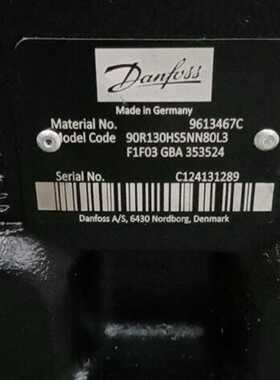 Danfoss
Made in Germany
Material No. 9613467C
Model Code 90R130HS5NN80L3
F1F03 GBA 353524
Serial No. C124131289
Danfoss A/S, 6430 Nordborg, Denmark